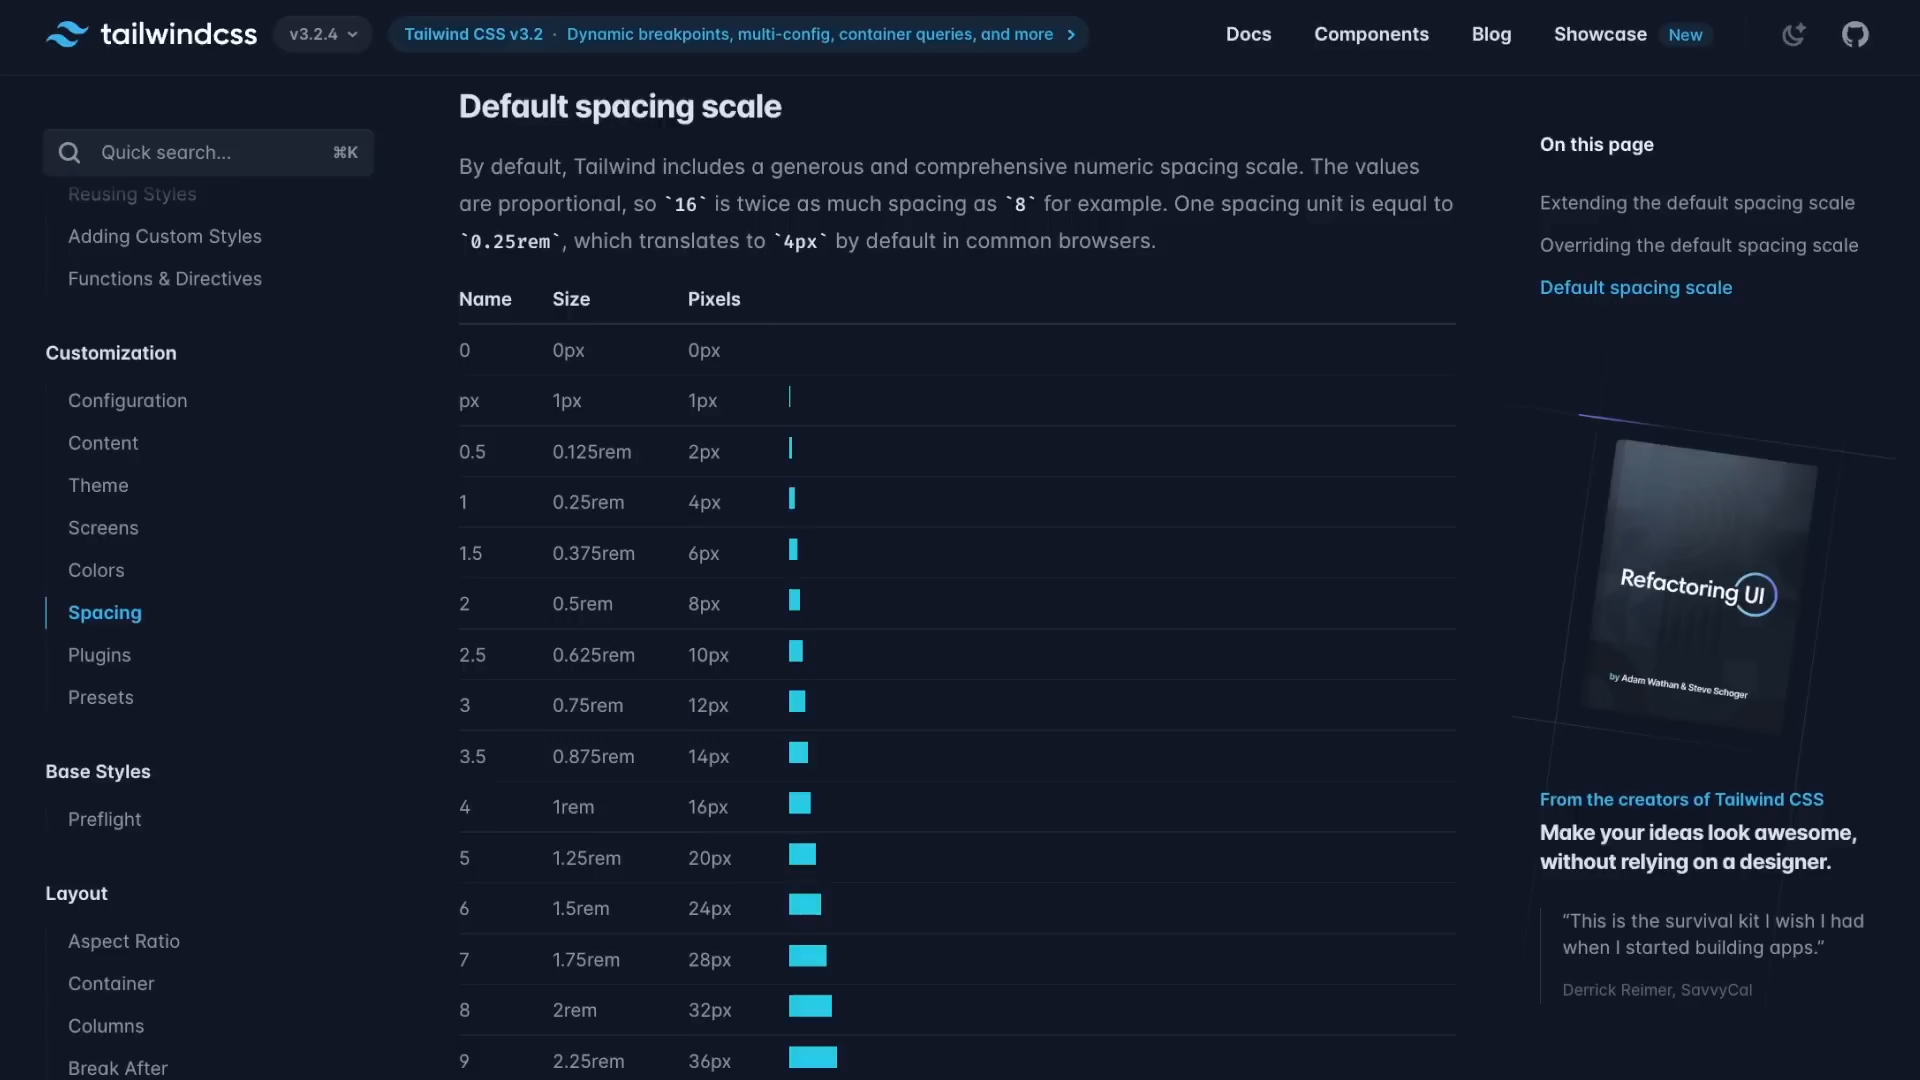 tailwindcss
v3.2.4
Tailwind CSS v3.2 · Dynamic breakpoints, multi-config, container queries, and more
Docs
Components
Blog
Showcase
New
Quick search...
⌘K
Reusing Styles
Adding Custom Styles
Functions & Directives
Customization
Configuration
Content
Theme
Screens
Colors
Spacing
Plugins
Presets
Base Styles
Preflight
Layout
Aspect Ratio
Container
Columns
Break After
Default spacing scale
By default, Tailwind includes a generous and comprehensive numeric spacing scale. The values
are proportional, so `16` is twice as much spacing as `8` for example. One spacing unit is equal to
`0.25rem`, which translates to `4px` by default in common browsers.
Name Size Pixels
0 0px 0px
px 1px 1px
0.5 0.125rem 2px
1 0.25rem 4px
1.5 0.375rem 6px
2 0.5rem 8px
2.5 0.625rem 10px
3 0.75rem 12px
3.5 0.875rem 14px
4 1rem 16px
5 1.25rem 20px
6 1.5rem 24px
7 1.75rem 28px
8 2rem 32px
9 2.25rem 36px
On this page
Extending the default spacing scale
Overriding the default spacing scale
Default spacing scale
Refactoring UI
by Adam Wathan & Steve Schoger
From the creators of Tailwind CSS
Make your ideas look awesome,
without relying on a designer.
“This is the survival kit I wish I had
when I started building apps.”
Derrick Reimer, SavvyCal